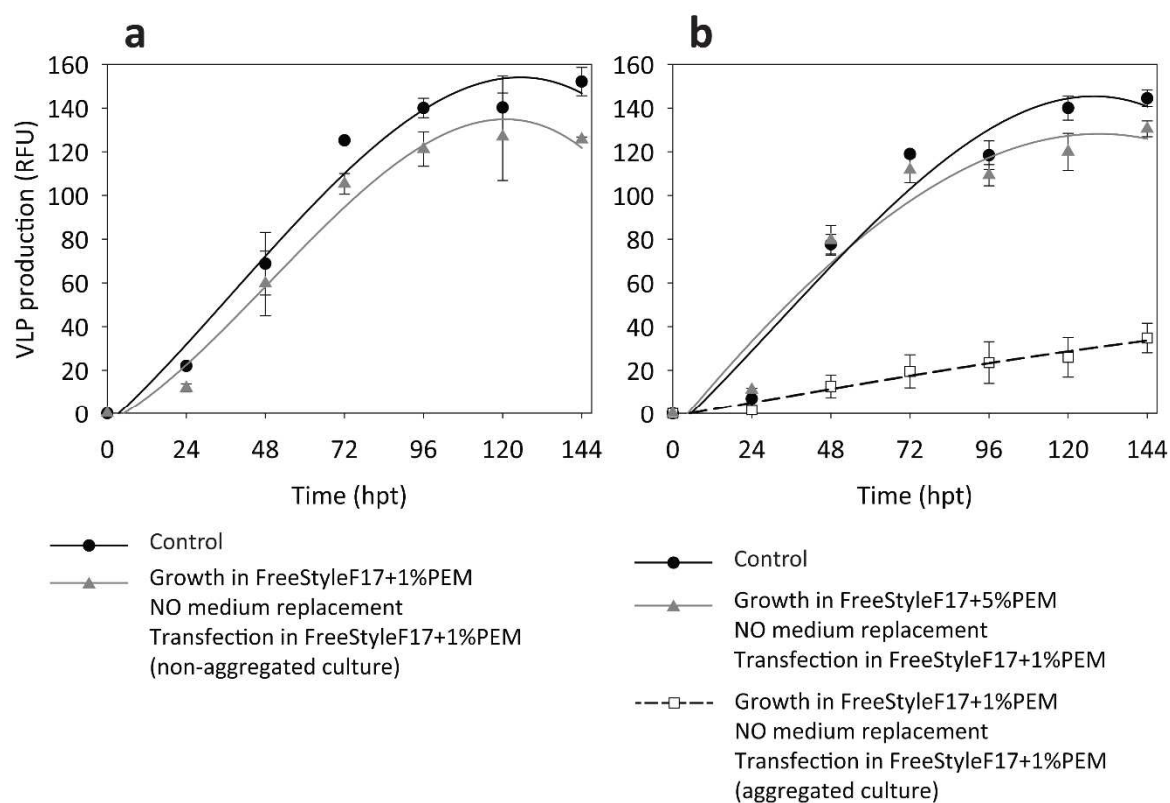 a
b
VLP production (RFU)
160
140
120
100
80
60
40
20
0
0 24 48 72 96 120 144
Time (hpt)
160
140
120
100
80
60
40
20
0
0 24 48 72 96 120 144
Time (hpt)
Control
Growth in FreeStyleF17+1%PEM
NO medium replacement
Transfection in FreeStyleF17+1%PEM
(non-aggregated culture)
Control
Growth in FreeStyleF17+5%PEM
NO medium replacement
Transfection in FreeStyleF17+1%PEM
Growth in FreeStyleF17+1%PEM
NO medium replacement
Transfection in FreeStyleF17+1%PEM
(aggregated culture)